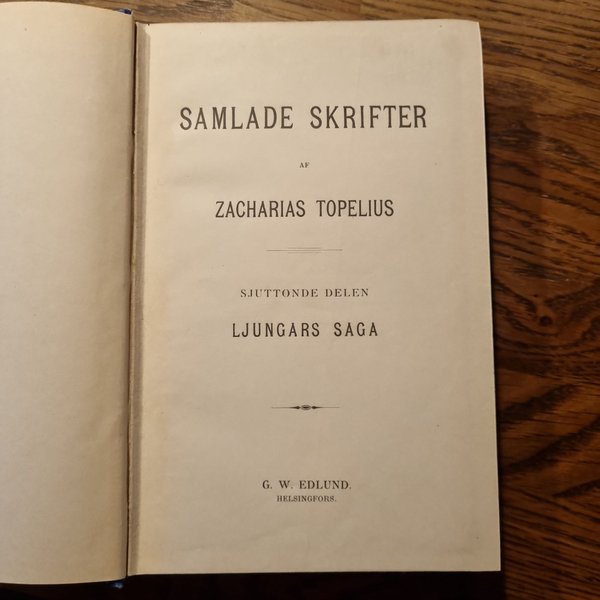 SAMLADE SKRIFTER
AF
ZACHARIAS TOPELIUS
SJUTTONDE DELEN
LJUNGARS SAGA
G. W. EDLUND.
HELSINGFORS.